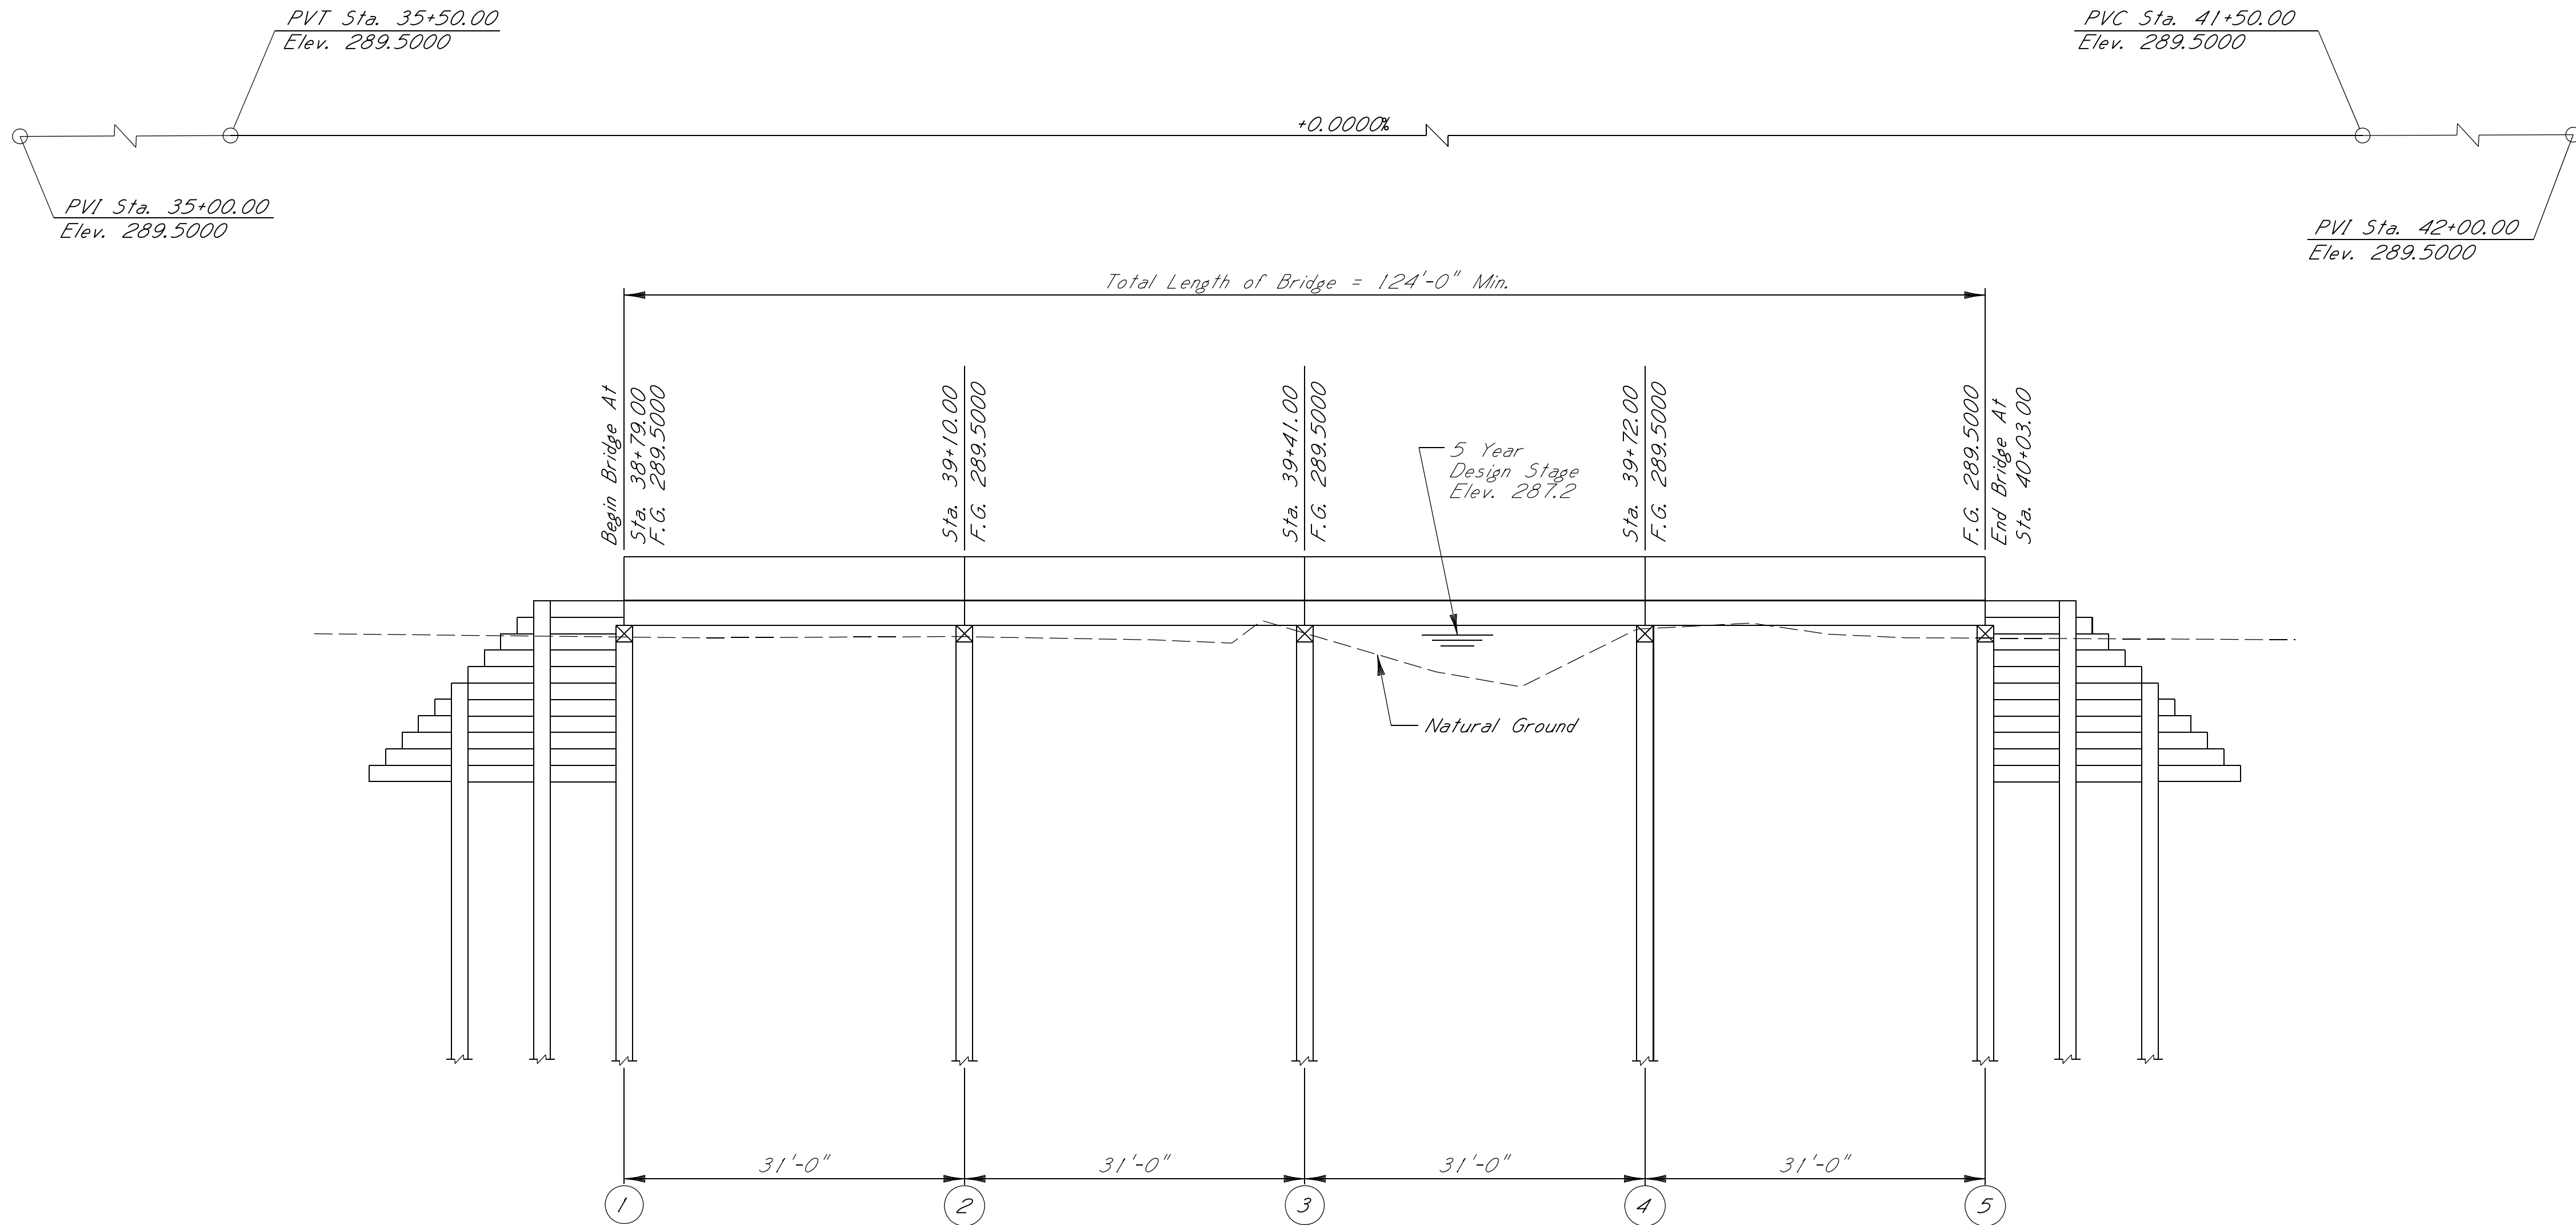 PVT Sta. 35+50.00
Elev. 289.5000
PVC Sta. 41+50.00
Elev. 289.5000
+0.0000%
PVI Sta. 35+00.00
Elev. 289.5000
PVI Sta. 42+00.00
Elev. 289.5000
Total Length of Bridge = 124'-0" Min.
Begin Bridge At
Sta. 38+79.00
F.G. 289.5000
Sta. 39+10.00
F.G. 289.5000
Sta. 39+41.00
F.G. 289.5000
5 Year
Design Stage
Elev. 287.2
Sta. 39+72.00
F.G. 289.5000
F.G. 289.5000
End Bridge At
Sta. 40+03.00
Natural Ground
31'-0"
31'-0"
31'-0"
31'-0"
1
2
3
4
5